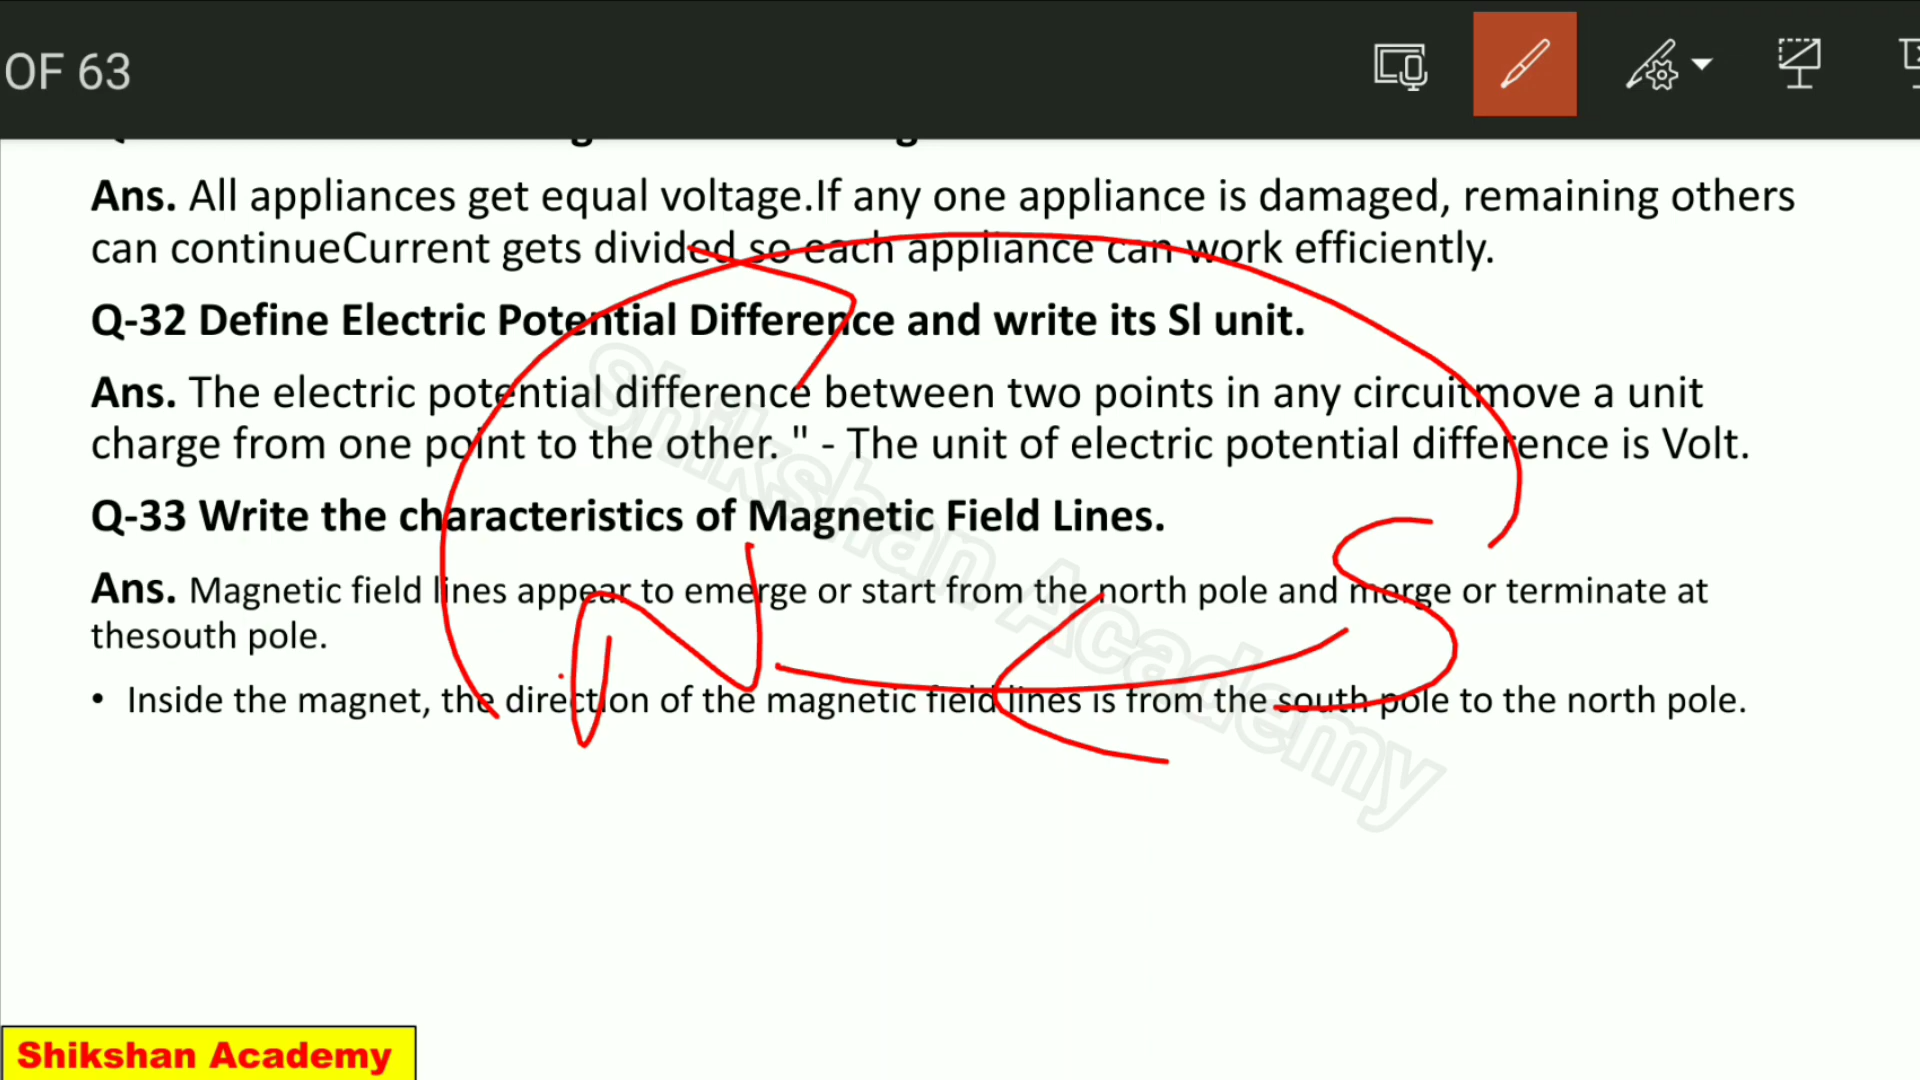 OF 63
Ans. All appliances get equal voltage.If any one appliance is damaged, remaining others
can continueCurrent gets divided so each appliance can work efficiently.
Q-32 Define Electric Potential Difference and write its Sl unit.
Ans. The electric potential difference between two points in any circuitmove a unit
charge from one point to the other. " - The unit of electric potential difference is Volt.
Q-33 Write the characteristics of Magnetic Field Lines.
Ans. Magnetic field lines appear to emerge or start from the north pole and merge or terminate at
thesouth pole.
• Inside the magnet, the direction of the magnetic field lines is from the south pole to the north pole.
N S
Shikshan Academy
Shikshan Academy